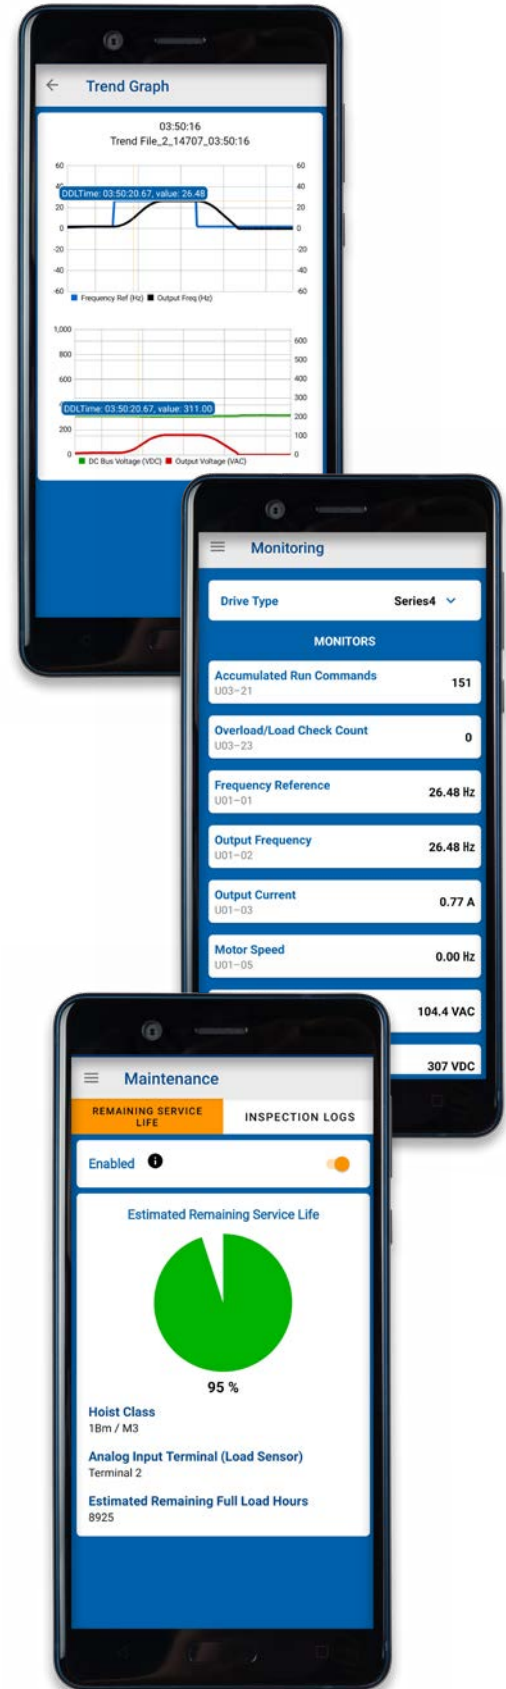 Trend Graph
03:50:16
Trend File_2_14707_03:50:16
60
60
40
DDLTime: 03:50:20.67, value: 26.48
20
20
0
0
-20
-20
-40
-40
-60
-60
Frequency Ref (Hz)
Output Freq (Hz)
1,000
800
600
600
500
400
300
DDLTime: 03:50:20.67, value: 311.00
200
200
100
0
0
DC Bus Voltage (VDC)
Output Voltage (VAC)
Monitoring
Drive Type
Series4
MONITORS
Accumulated Run Commands
151
U03-21
Overload/Load Check Count
0
U03-23
Frequency Reference
26.48 Hz
U01-01
Output Frequency
26.48 Hz
U01-02
Output Current
0.77 A
U01-03
Motor Speed
0.00 Hz
U01-05
104.4 VAC
307 VDC
Maintenance
REMAINING SERVICE
LIFE
INSPECTION LOGS
Enabled
Estimated Remaining Service Life
95 %
Hoist Class
1Bm / M3
Analog Input Terminal (Load Sensor)
Terminal 2
Estimated Remaining Full Load Hours
8925